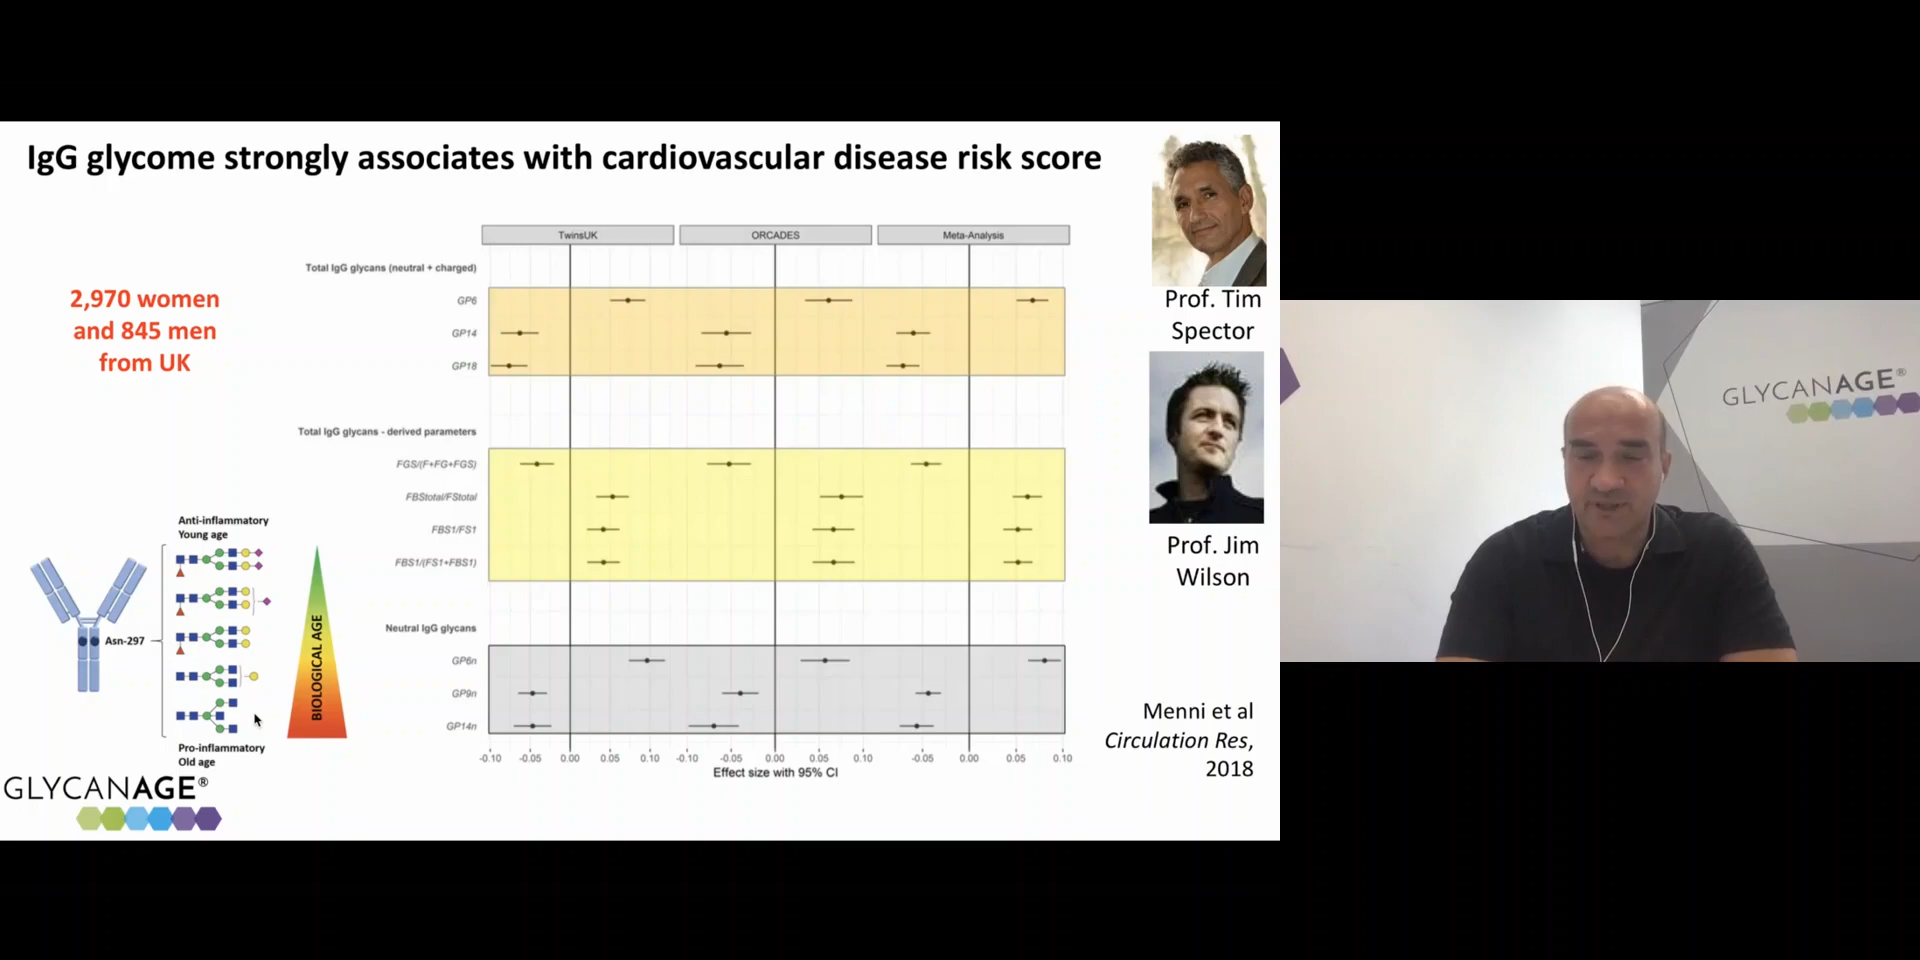 IgG glycome strongly associates with cardiovascular disease risk score
2,970 women
and 845 men
from UK
TwinsUK
ORCADES
Meta-Analysis
Total IgG glycans (neutral + charged)
GP6
GP14
GP18
Total IgG glycans - derived parameters
FGS/(F+FG+FGS)
FBStotal/FStotal
FBS1/FS1
FBS1/(FS1+FBS1)
Neutral IgG glycans
GP6n
GP9n
GP14n
-0.10 -0.05 0.00 0.05 0.10 -0.10 -0.05 0.00 0.05 0.10 -0.05 0.00 0.05 0.10
Effect size with 95% CI
Anti-inflammatory
Young age
Asn-297
BIOLOGICAL AGE
Pro-inflammatory
Old age
GLYCANAGE®
Prof. Tim
Spector
Prof. Jim
Wilson
Menni et al
Circulation Res,
2018
GLYCANAGE®